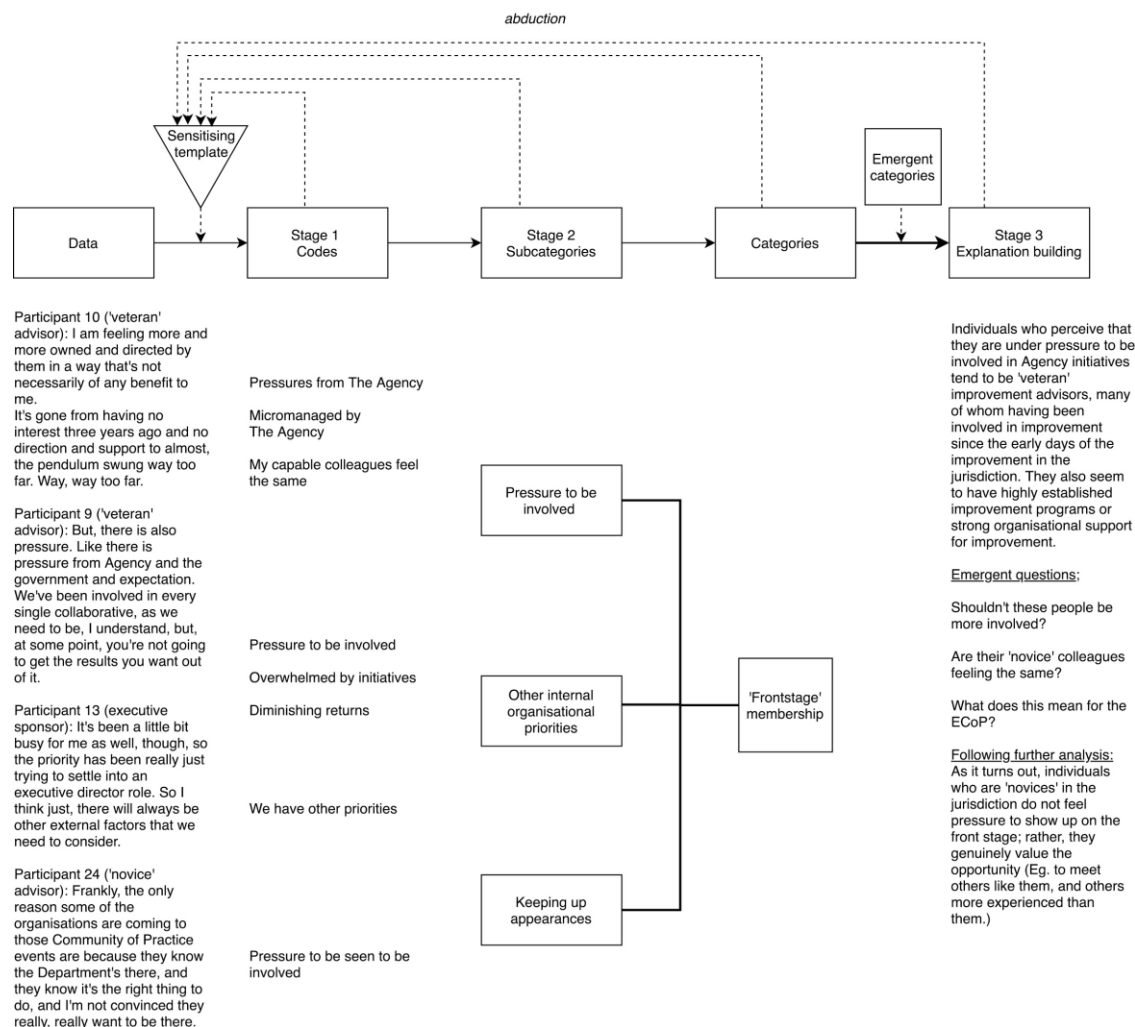 abduction
Sensitising
template
Emergent
categories
Data
Stage 1
Codes
Stage 2
Subcategories
Categories
Stage 3
Explanation building
Participant 10 ('veteran'
advisor): I am feeling more and
more owned and directed by
them in a way that's not
necessarily of any benefit to
me.
It's gone from having no
interest three years ago and no
direction and support to almost,
the pendulum swung way too
far. Way, way too far.
Participant 9 ('veteran'
advisor): But, there is also
pressure. Like there is
pressure from Agency and the
government and expectation.
We've been involved in every
single collaborative, as we
need to be, I understand, but,
at some point, you're not going
to get the results you want out
of it.
Participant 13 (executive
sponsor): It's been a little bit
busy for me as well, though, so
the priority has been really just
trying to settle into an
executive director role. So I
think just, there will always be
other external factors that we
need to consider.
Participant 24 ('novice'
advisor): Frankly, the only
reason some of the
organisations are coming to
those Community of Practice
events are because they know
the Department's there, and
they know it's the right thing to
do, and I'm not convinced they
really, really want to be there.
Pressures from The Agency
Micromanaged by
The Agency
My capable colleagues feel
the same
Pressure to be involved
Overwhelmed by initiatives
Diminishing returns
We have other priorities
Pressure to be seen to be
involved
Pressure to be
involved
Other internal
organisational
priorities
Keeping up
appearances
'Frontstage'
membership
Individuals who perceive that
they are under pressure to be
involved in Agency initiatives
tend to be 'veteran'
improvement advisors, many
of whom having been
involved in improvement
since the early days of the
improvement in the
jurisdiction. They also seem
to have highly established
improvement programs or
strong organisational support
for improvement.
Emergent questions;
Shouldn't these people be
more involved?
Are their 'novice' colleagues
feeling the same?
What does this mean for the
ECoP?
Following further analysis:
As it turns out, individuals
who are 'novices' in the
jurisdiction do not feel
pressure to show up on the
front stage; rather, they
genuinely value the
opportunity (Eg. to meet
others like them, and others
more experienced than
them.)